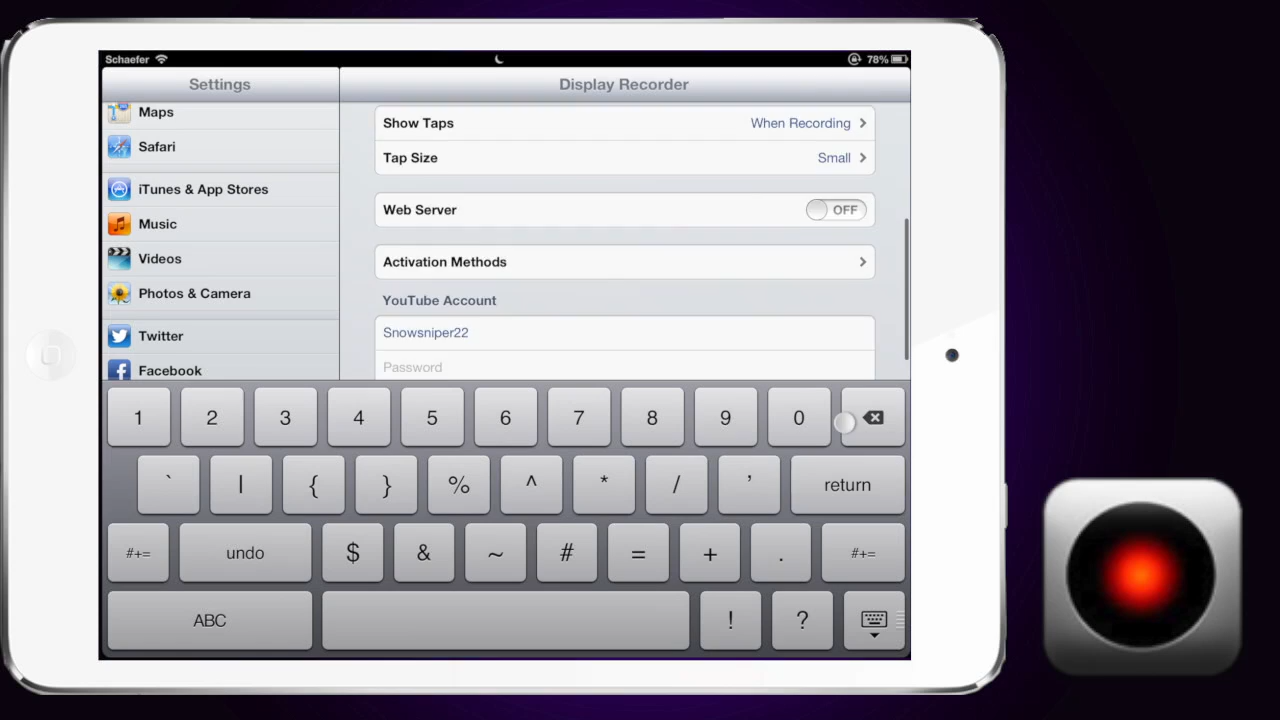 Schaefer 78%
Settings
Display Recorder
Maps
Safari
iTunes & App Stores
Music
Videos
Photos & Camera
Twitter
Facebook
Show Taps When Recording
Tap Size Small
Web Server OFF
Activation Methods
YouTube Account
Snowsniper22
Password
1 2 3 4 5 6 7 8 9 0
` | { } % ^ * / ' return
#+= undo $ & ~ # = + . #+=
ABC ! ?